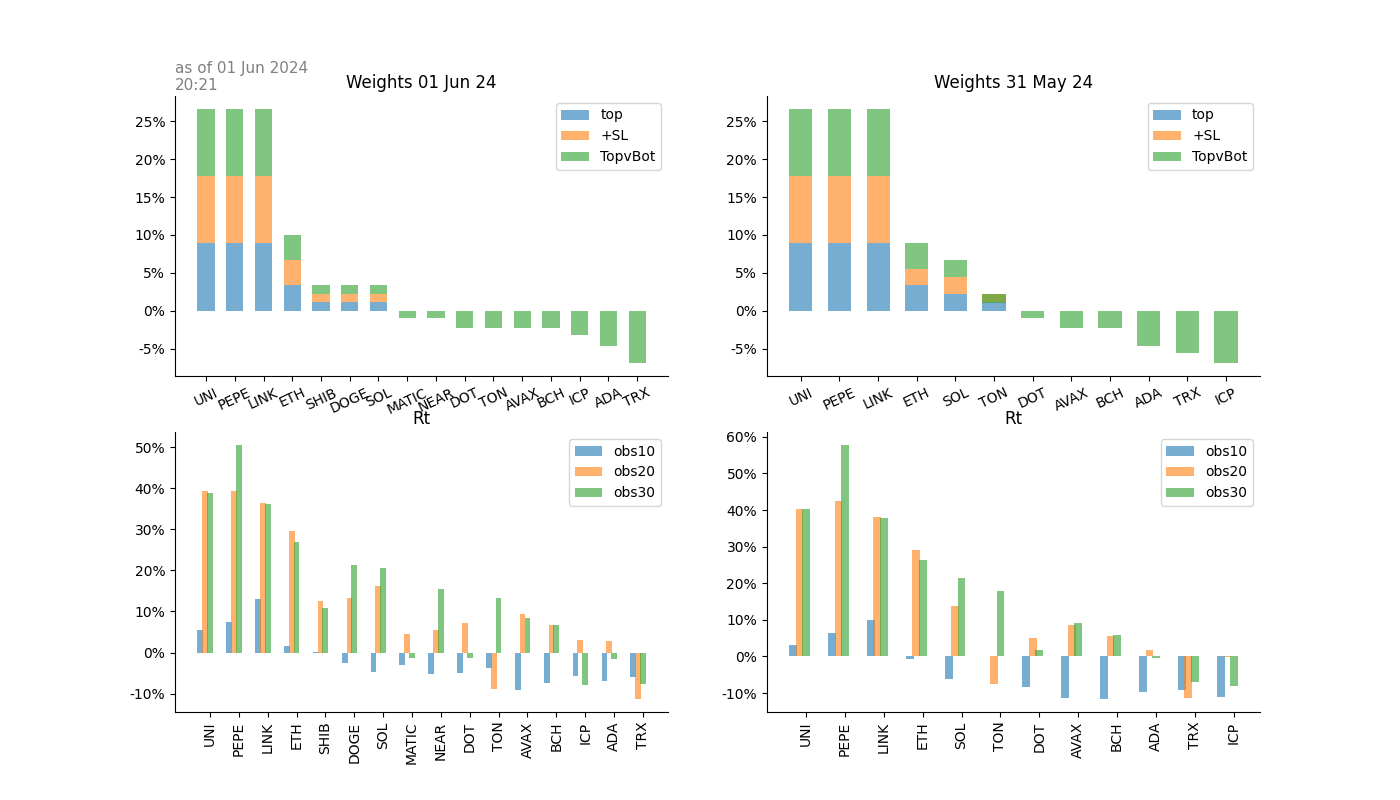 as of 01 Jun 2024
20:21
Weights 01 Jun 24
25%
20%
15%
10%
5%
0%
-5%
top
+SL
TopvBot
UNI PEPE LINK ETH SHIB DOGE SOL MATIC NEAR DOT TON AVAX BCH ICP ADA TRX
Weights 31 May 24
25%
20%
15%
10%
5%
0%
-5%
top
+SL
TopvBot
UNI PEPE LINK ETH SOL TON DOT AVAX BCH ADA TRX ICP
Rt
50%
40%
30%
20%
10%
0%
-10%
obs10
obs20
obs30
UNI PEPE LINK ETH SHIB DOGE SOL MATIC NEAR DOT TON AVAX BCH ICP ADA TRX
Rt
60%
50%
40%
30%
20%
10%
0%
-10%
obs10
obs20
obs30
UNI PEPE LINK ETH SOL TON DOT AVAX BCH ADA TRX ICP